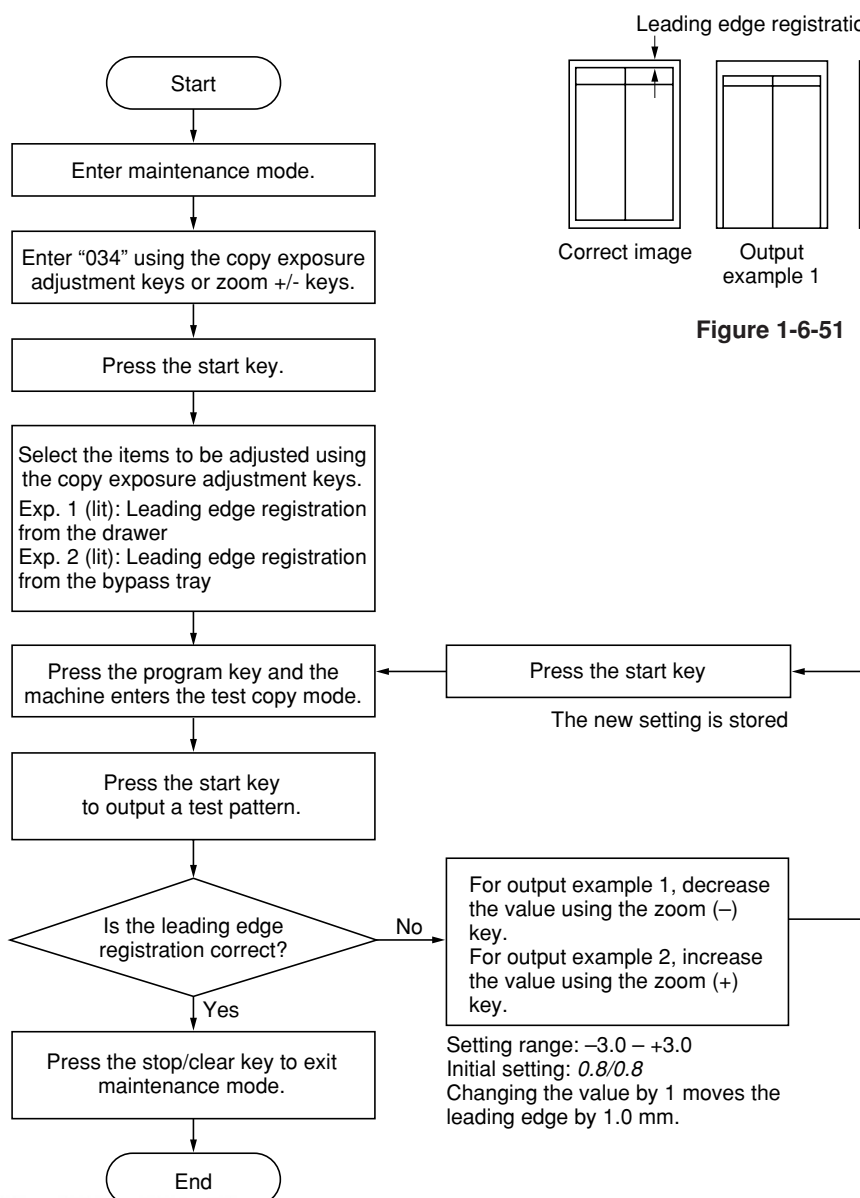 Leading edge registratio
Start
Enter maintenance mode.
Enter “034” using the copy exposure
adjustment keys or zoom +/- keys.
Correct image
Output
example 1
Figure 1-6-51
Press the start key.
Select the items to be adjusted using
the copy exposure adjustment keys.
Exp. 1 (lit): Leading edge registration
from the drawer
Exp. 2 (lit): Leading edge registration
from the bypass tray
Press the program key and the
machine enters the test copy mode.
Press the start key
The new setting is stored
Press the start key
to output a test pattern.
Is the leading edge
registration correct?
No
Yes
For output example 1, decrease
the value using the zoom (–)
key.
For output example 2, increase
the value using the zoom (+)
key.
Setting range: –3.0 – +3.0
Initial setting: 0.8/0.8
Changing the value by 1 moves the
leading edge by 1.0 mm.
Press the stop/clear key to exit
maintenance mode.
End